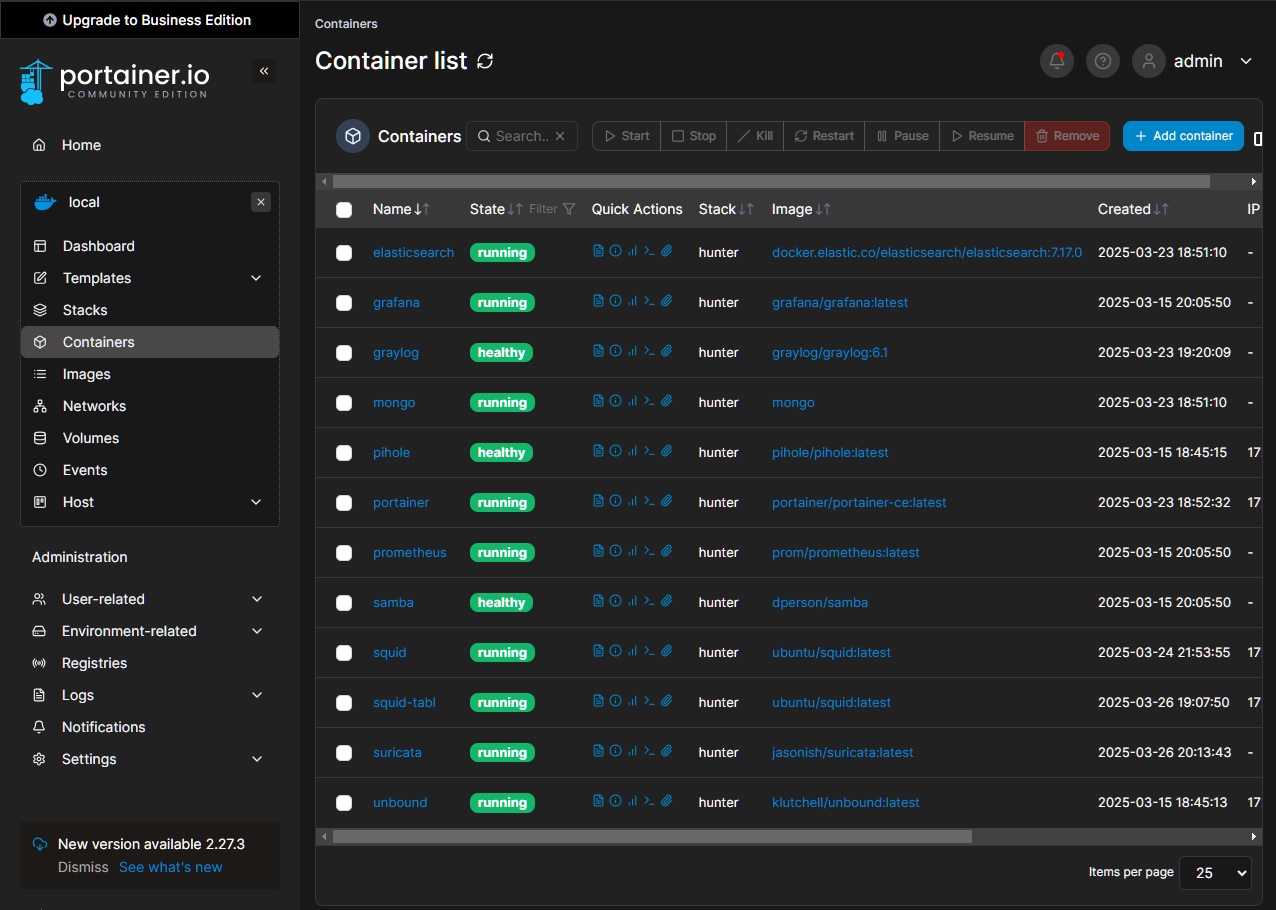 Upgrade to Business Edition
portainer.io
COMMUNITY EDITION
Home
local
Dashboard
Templates
Stacks
Containers
Images
Networks
Volumes
Events
Host
Administration
User-related
Environment-related
Registries
Logs
Notifications
Settings
New version available 2.27.3
Dismiss See what's new
Containers
Container list
admin
Containers Search.. Start Stop Kill Restart Pause Resume Remove Add container
Name State Filter Quick Actions Stack Image Created IP
elasticsearch running hunter docker.elastic.co/elasticsearch/elasticsearch:7.17.0 2025-03-23 18:51:10 -
grafana running hunter grafana/grafana:latest 2025-03-15 20:05:50 -
graylog healthy hunter graylog/graylog:6.1 2025-03-23 19:20:09 -
mongo running hunter mongo 2025-03-23 18:51:10 -
pihole healthy hunter pihole/pihole:latest 2025-03-15 18:45:15 17
portainer running hunter portainer/portainer-ce:latest 2025-03-23 18:52:32 17
prometheus running hunter prom/prometheus:latest 2025-03-15 20:05:50 -
samba healthy hunter dperson/samba 2025-03-15 20:05:50 -
squid running hunter ubuntu/squid:latest 2025-03-24 21:53:55 17
squid-tabl running hunter ubuntu/squid:latest 2025-03-26 19:07:50 17
suricata running hunter jasonish/suricata:latest 2025-03-26 20:13:43 -
unbound running hunter klutchell/unbound:latest 2025-03-15 18:45:13 17
Items per page 25